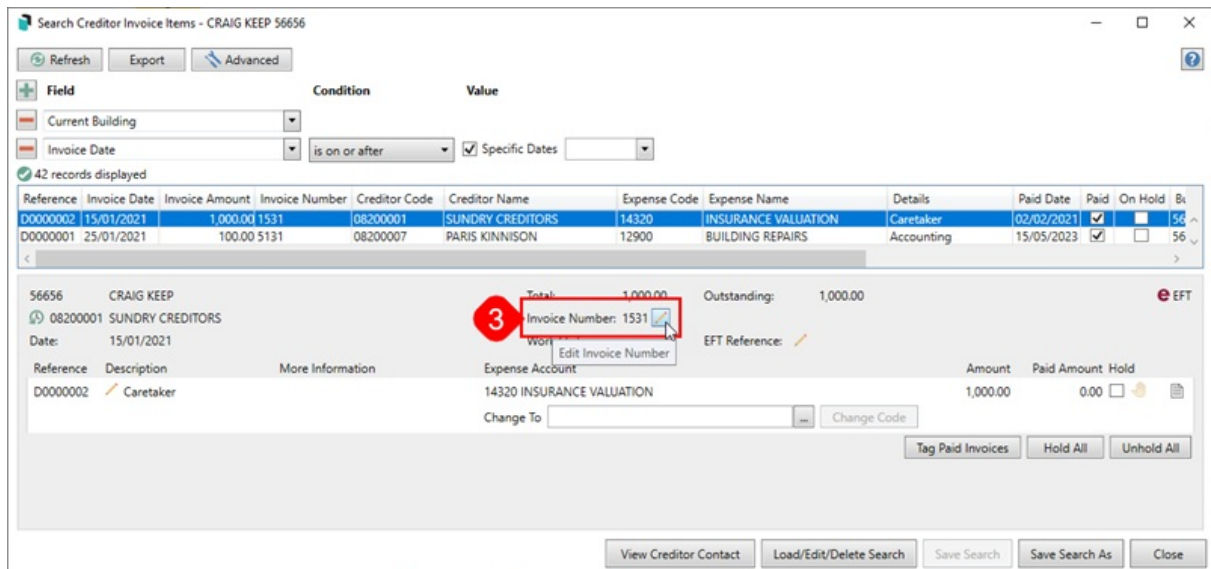 Search Creditor Invoice Items - CRAIG KEEP 56656
Refresh Export Advanced
Field Condition Value
Current Building
Invoice Date is on or after Specific Dates
42 records displayed
Reference Invoice Date Invoice Amount Invoice Number Creditor Code Creditor Name Expense Code Expense Name Details Paid Date Paid On Hold
D0000002 15/01/2021 1,000.00 1531 08200001 SUNDRY CREDITORS 14320 INSURANCE VALUATION Caretaker 02/02/2021 56
D0000001 25/01/2021 100.00 5131 08200007 PARIS KINNISON 12900 BUILDING REPAIRS Accounting 15/05/2023 56
56656 CRAIG KEEP Total: 1,000.00 Outstanding: 1,000.00 e EFT
08200001 SUNDRY CREDITORS 3 Invoice Number: 1531
Date: 15/01/2021 EFT Reference:
Edit Invoice Number
Reference Description More Information Expense Account Amount Paid Amount Hold
D0000002 Caretaker 14320 INSURANCE VALUATION 1,000.00 0.00
Change To ... Change Code
Tag Paid Invoices Hold All Unhold All
View Creditor Contact Load/Edit/Delete Search Save Search Save Search As Close